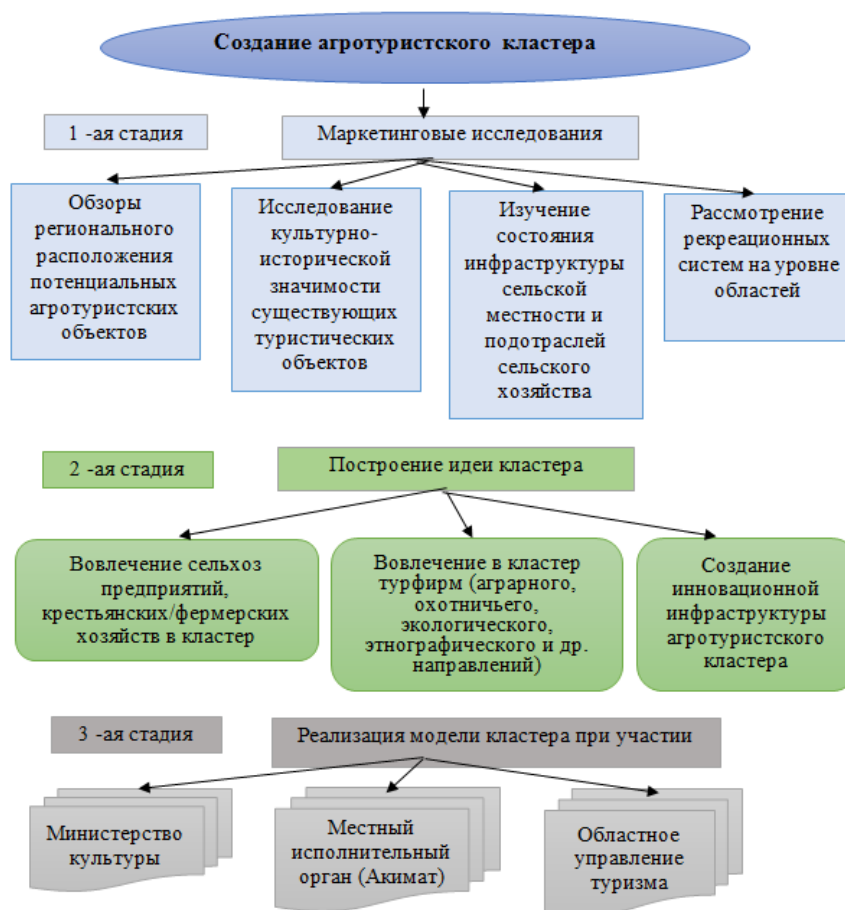 Создание агротуристского кластера
1 -ая стадия
Маркетинговые исследования
Обзоры
регионального
расположения
потенциальных
агротуристских
объектов
Исследование
культурно-
исторической
значимости
существующих
туристических
объектов
Изучение
состояния
инфраструктуры
сельской
местности и
подотраслей
сельского
хозяйства
Рассмотрение
рекреационных
систем на уровне
областей
2 -ая стадия
Построение идеи кластера
Вовлечение сельхоз
предприятий,
крестьянских/фермерских
хозяйств в кластер
Вовлечение в кластер
турфирм (аграрного,
охотничьего,
экологического,
этнографического и др.
направлений)
Создание
инновационной
инфраструктуры
агротуристского
кластера
3 -ая стадия
Реализация модели кластера при участии
Министерство
культуры
Местный
исполнительный
орган (Акимат)
Областное
управление
туризма